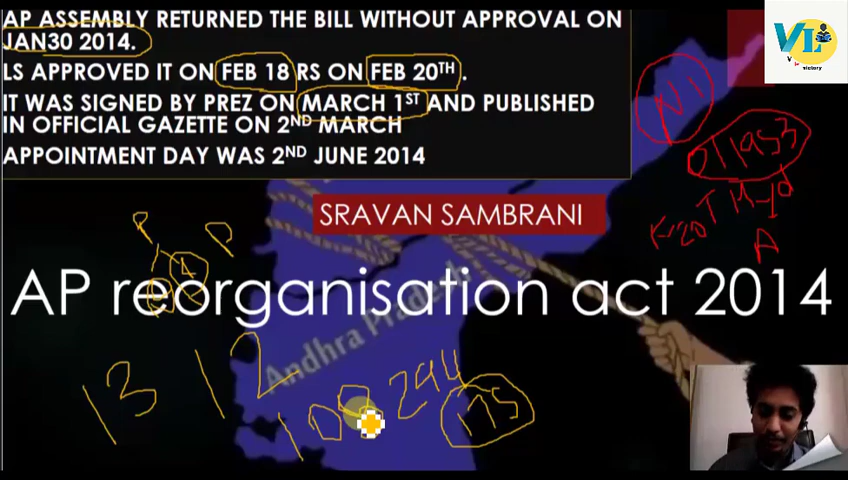 AP ASSEMBLY RETURNED THE BILL WITHOUT APPROVAL ON
JAN30 2014.
LS APPROVED IT ON FEB 18 RS ON FEB 20TH .
IT WAS SIGNED BY PREZ ON MARCH 1ST AND PUBLISHED
IN OFFICIAL GAZETTE ON 2ND MARCH
APPOINTMENT DAY WAS 2ND JUNE 2014
VL
victory
1953
SRAVAN SAMBRANI
A
AP reorganisation act 2014
Andhra Pradesh
13 12
294
175